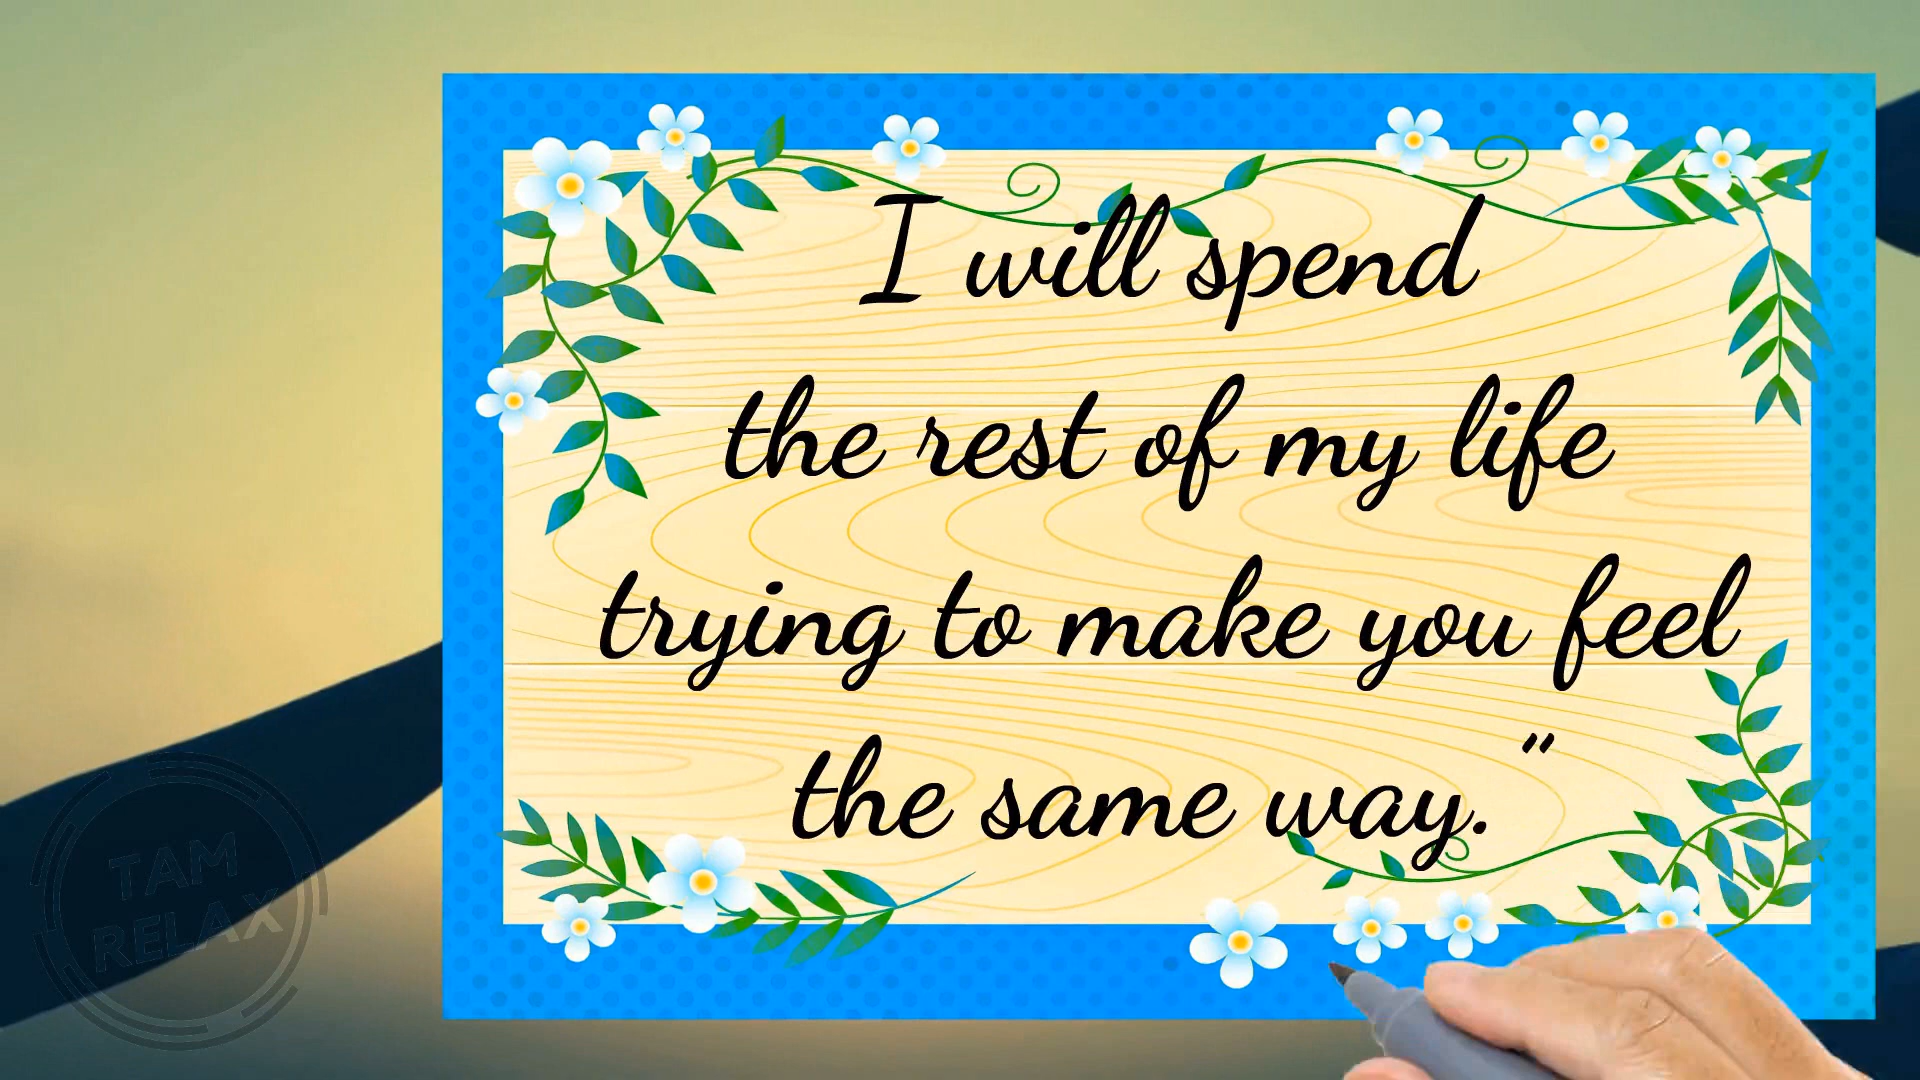 I will spend
the rest of my life
trying to make you feel
the same way.”
TAM
RELAX